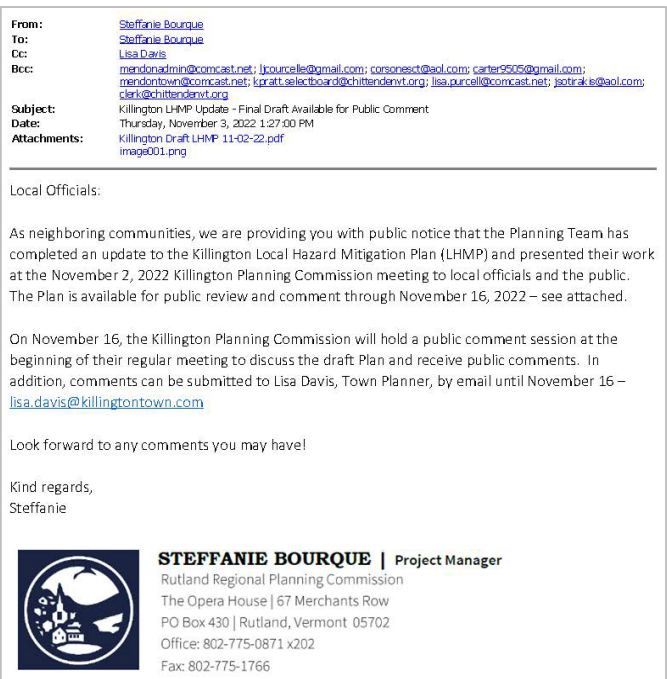 From: Steffanie Bourque
To: Steffanie Bourque
Cc: Lisa Davis
Bcc: mendonadmin@comcast.net; ljcourcelle@gmail.com; corsonesct@aol.com; carter9505@gmail.com;
mendontown@comcast.net; kpratt.selectboard@chittendenvt.org; lisa.purcell@comcast.net; jsotirakis@aol.com;
clerk@chittendenvt.org
Subject: Killington LHMP Update - Final Draft Available for Public Comment
Date: Thursday, November 3, 2022 1:27:00 PM
Attachments: Killington Draft LHMP 11-02-22.pdf
image001.png
Local Officials:
As neighboring communities, we are providing you with public notice that the Planning Team has
completed an update to the Killington Local Hazard Mitigation Plan (LHMP) and presented their work
at the November 2, 2022 Killington Planning Commission meeting to local officials and the public.
The Plan is available for public review and comment through November 16, 2022 – see attached.
On November 16, the Killington Planning Commission will hold a public comment session at the
beginning of their regular meeting to discuss the draft Plan and receive public comments.  In
addition, comments can be submitted to Lisa Davis, Town Planner, by email until November 16 –
lisa.davis@killingtontown.com
Look forward to any comments you may have!
Kind regards,
Steffanie
STEFFANIE BOURQUE | Project Manager
Rutland Regional Planning Commission
The Opera House | 67 Merchants Row
PO Box 430 | Rutland, Vermont 05702
Office: 802-775-0871 x202
Fax: 802-775-1766